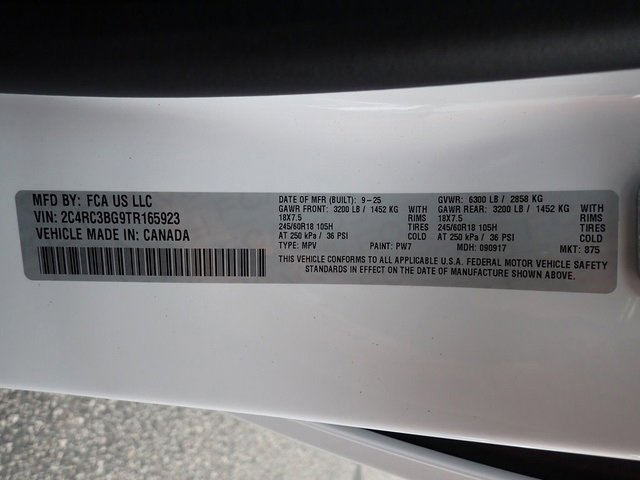 MFD BY: FCA US LLC
VIN: 2C4RC3BG9TR165923
VEHICLE MADE IN: CANADA
DATE OF MFR (BUILT): 9-25
GVWR: 6300 LB / 2858 KG
GAWR FRONT: 3200 LB / 1452 KG WITH
18X7.5 RIMS
245/60R18 105H TIRES
AT 250 kPa / 36 PSI COLD
GAWR REAR: 3200 LB / 1452 KG WITH
18X7.5 RIMS
245/60R18 105H TIRES
AT 250 kPa / 36 PSI COLD
TYPE: MPV PAINT: PW7 MDH: 090917 MKT: 875
THIS VEHICLE CONFORMS TO ALL APPLICABLE U.S.A. FEDERAL MOTOR VEHICLE SAFETY
STANDARDS IN EFFECT ON THE DATE OF MANUFACTURE SHOWN ABOVE.